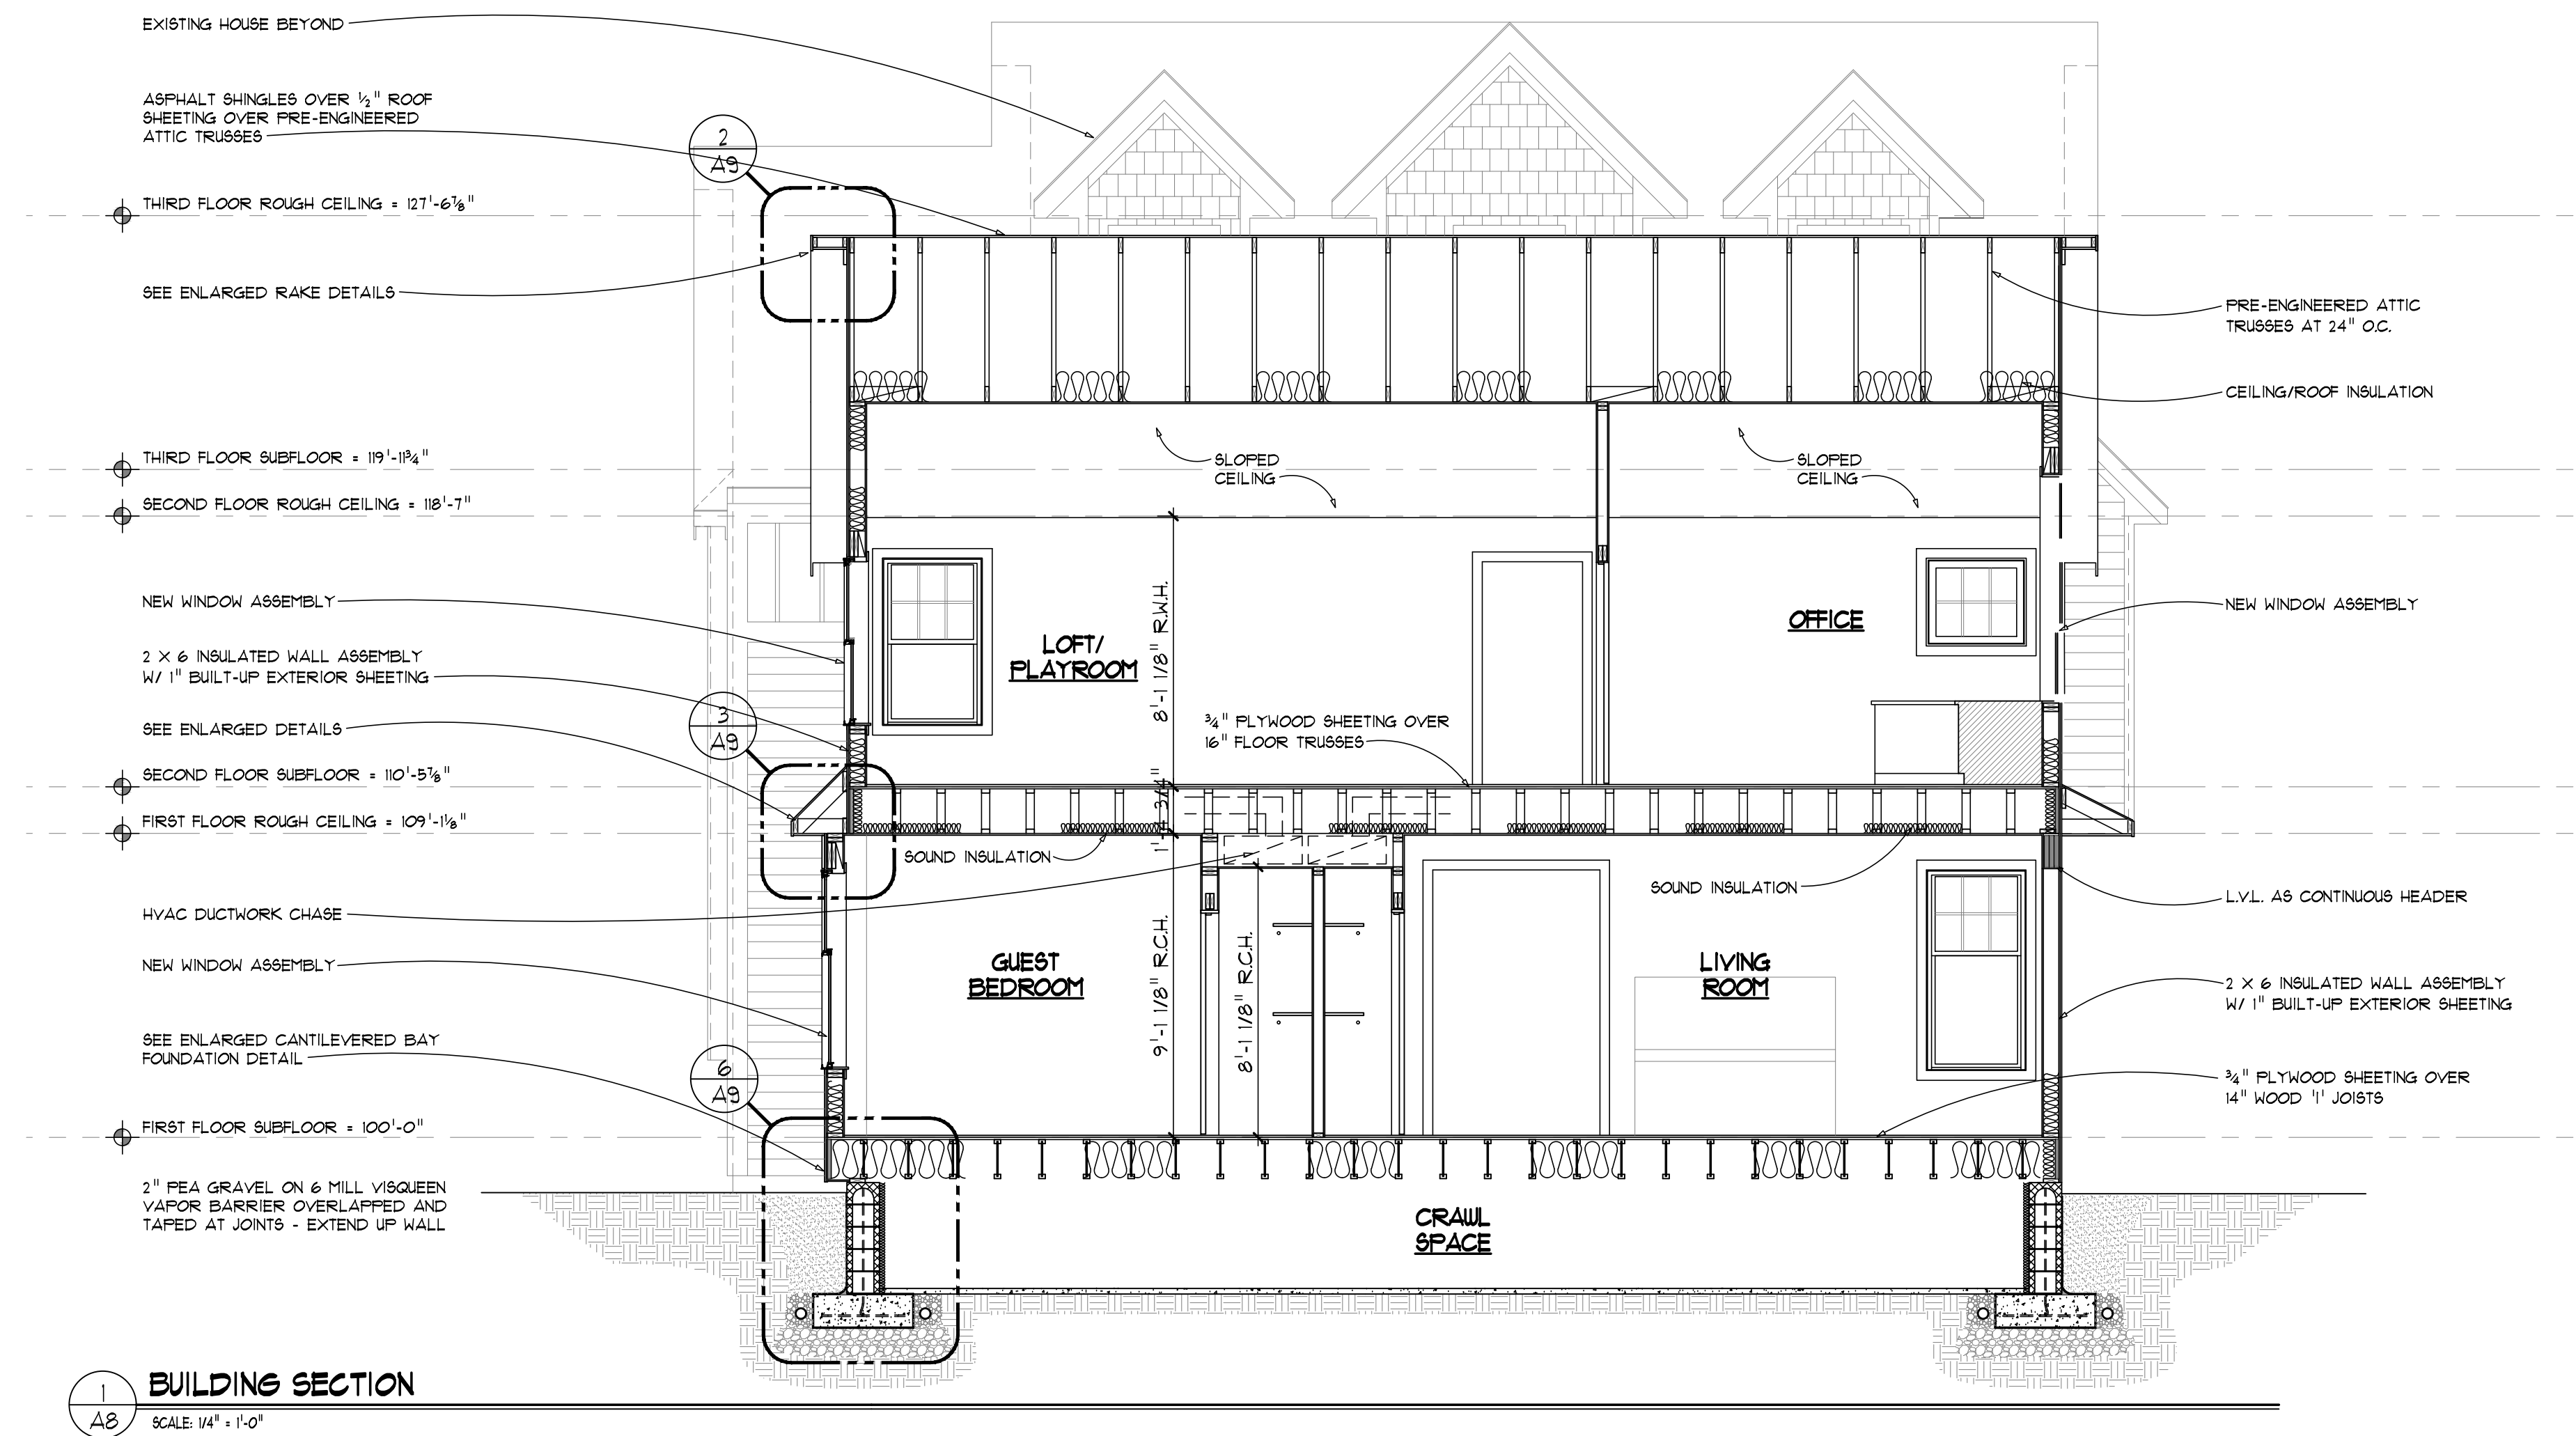 EXISTING HOUSE BEYOND
ASPHALT SHINGLES OVER ½" ROOF
SHEETING OVER PRE-ENGINEERED
ATTIC TRUSSES
2
A9
THIRD FLOOR ROUGH CEILING = 127'-6⅞"
SEE ENLARGED RAKE DETAILS
PRE-ENGINEERED ATTIC
TRUSSES AT 24" O.C.
CEILING/ROOF INSULATION
THIRD FLOOR SUBFLOOR = 119'-11¾"
SLOPED
CEILING
SLOPED
CEILING
SECOND FLOOR ROUGH CEILING = 118'-7"
NEW WINDOW ASSEMBLY
NEW WINDOW ASSEMBLY
LOFT/
PLAYROOM
8'-1 1/8" R.W.H.
OFFICE
2 X 6 INSULATED WALL ASSEMBLY
W/ 1" BUILT-UP EXTERIOR SHEETING
3
A9
SEE ENLARGED DETAILS
¾" PLYWOOD SHEETING OVER
16" FLOOR TRUSSES
SECOND FLOOR SUBFLOOR = 110'-5⅞"
1'-4 3/4"
FIRST FLOOR ROUGH CEILING = 109'-1⅛"
SOUND INSULATION
SOUND INSULATION
HVAC DUCTWORK CHASE
L.V.L. AS CONTINUOUS HEADER
NEW WINDOW ASSEMBLY
GUEST
BEDROOM
9'-1 1/8" R.C.H.
8'-1 1/8" R.C.H.
LIVING
ROOM
2 X 6 INSULATED WALL ASSEMBLY
W/ 1" BUILT-UP EXTERIOR SHEETING
SEE ENLARGED CANTILEVERED BAY
FOUNDATION DETAIL
6
A9
¾" PLYWOOD SHEETING OVER
14" WOOD 'I' JOISTS
FIRST FLOOR SUBFLOOR = 100'-0"
2" PEA GRAVEL ON 6 MILL VISQUEEN
VAPOR BARRIER OVERLAPPED AND
TAPED AT JOINTS - EXTEND UP WALL
CRAWL
SPACE
1
A8
BUILDING SECTION
SCALE: 1/4" = 1'-0"